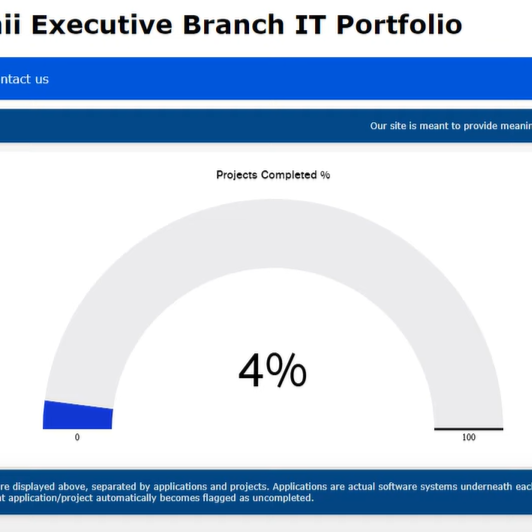 ii Executive Branch IT Portfolio
ntact us
Our site is meant to provide meanin
Projects Completed %
4%
0
100
re displayed above, separated by applications and projects. Applications are actual software systems underneath eac
t application/project automatically becomes flagged as uncompleted.